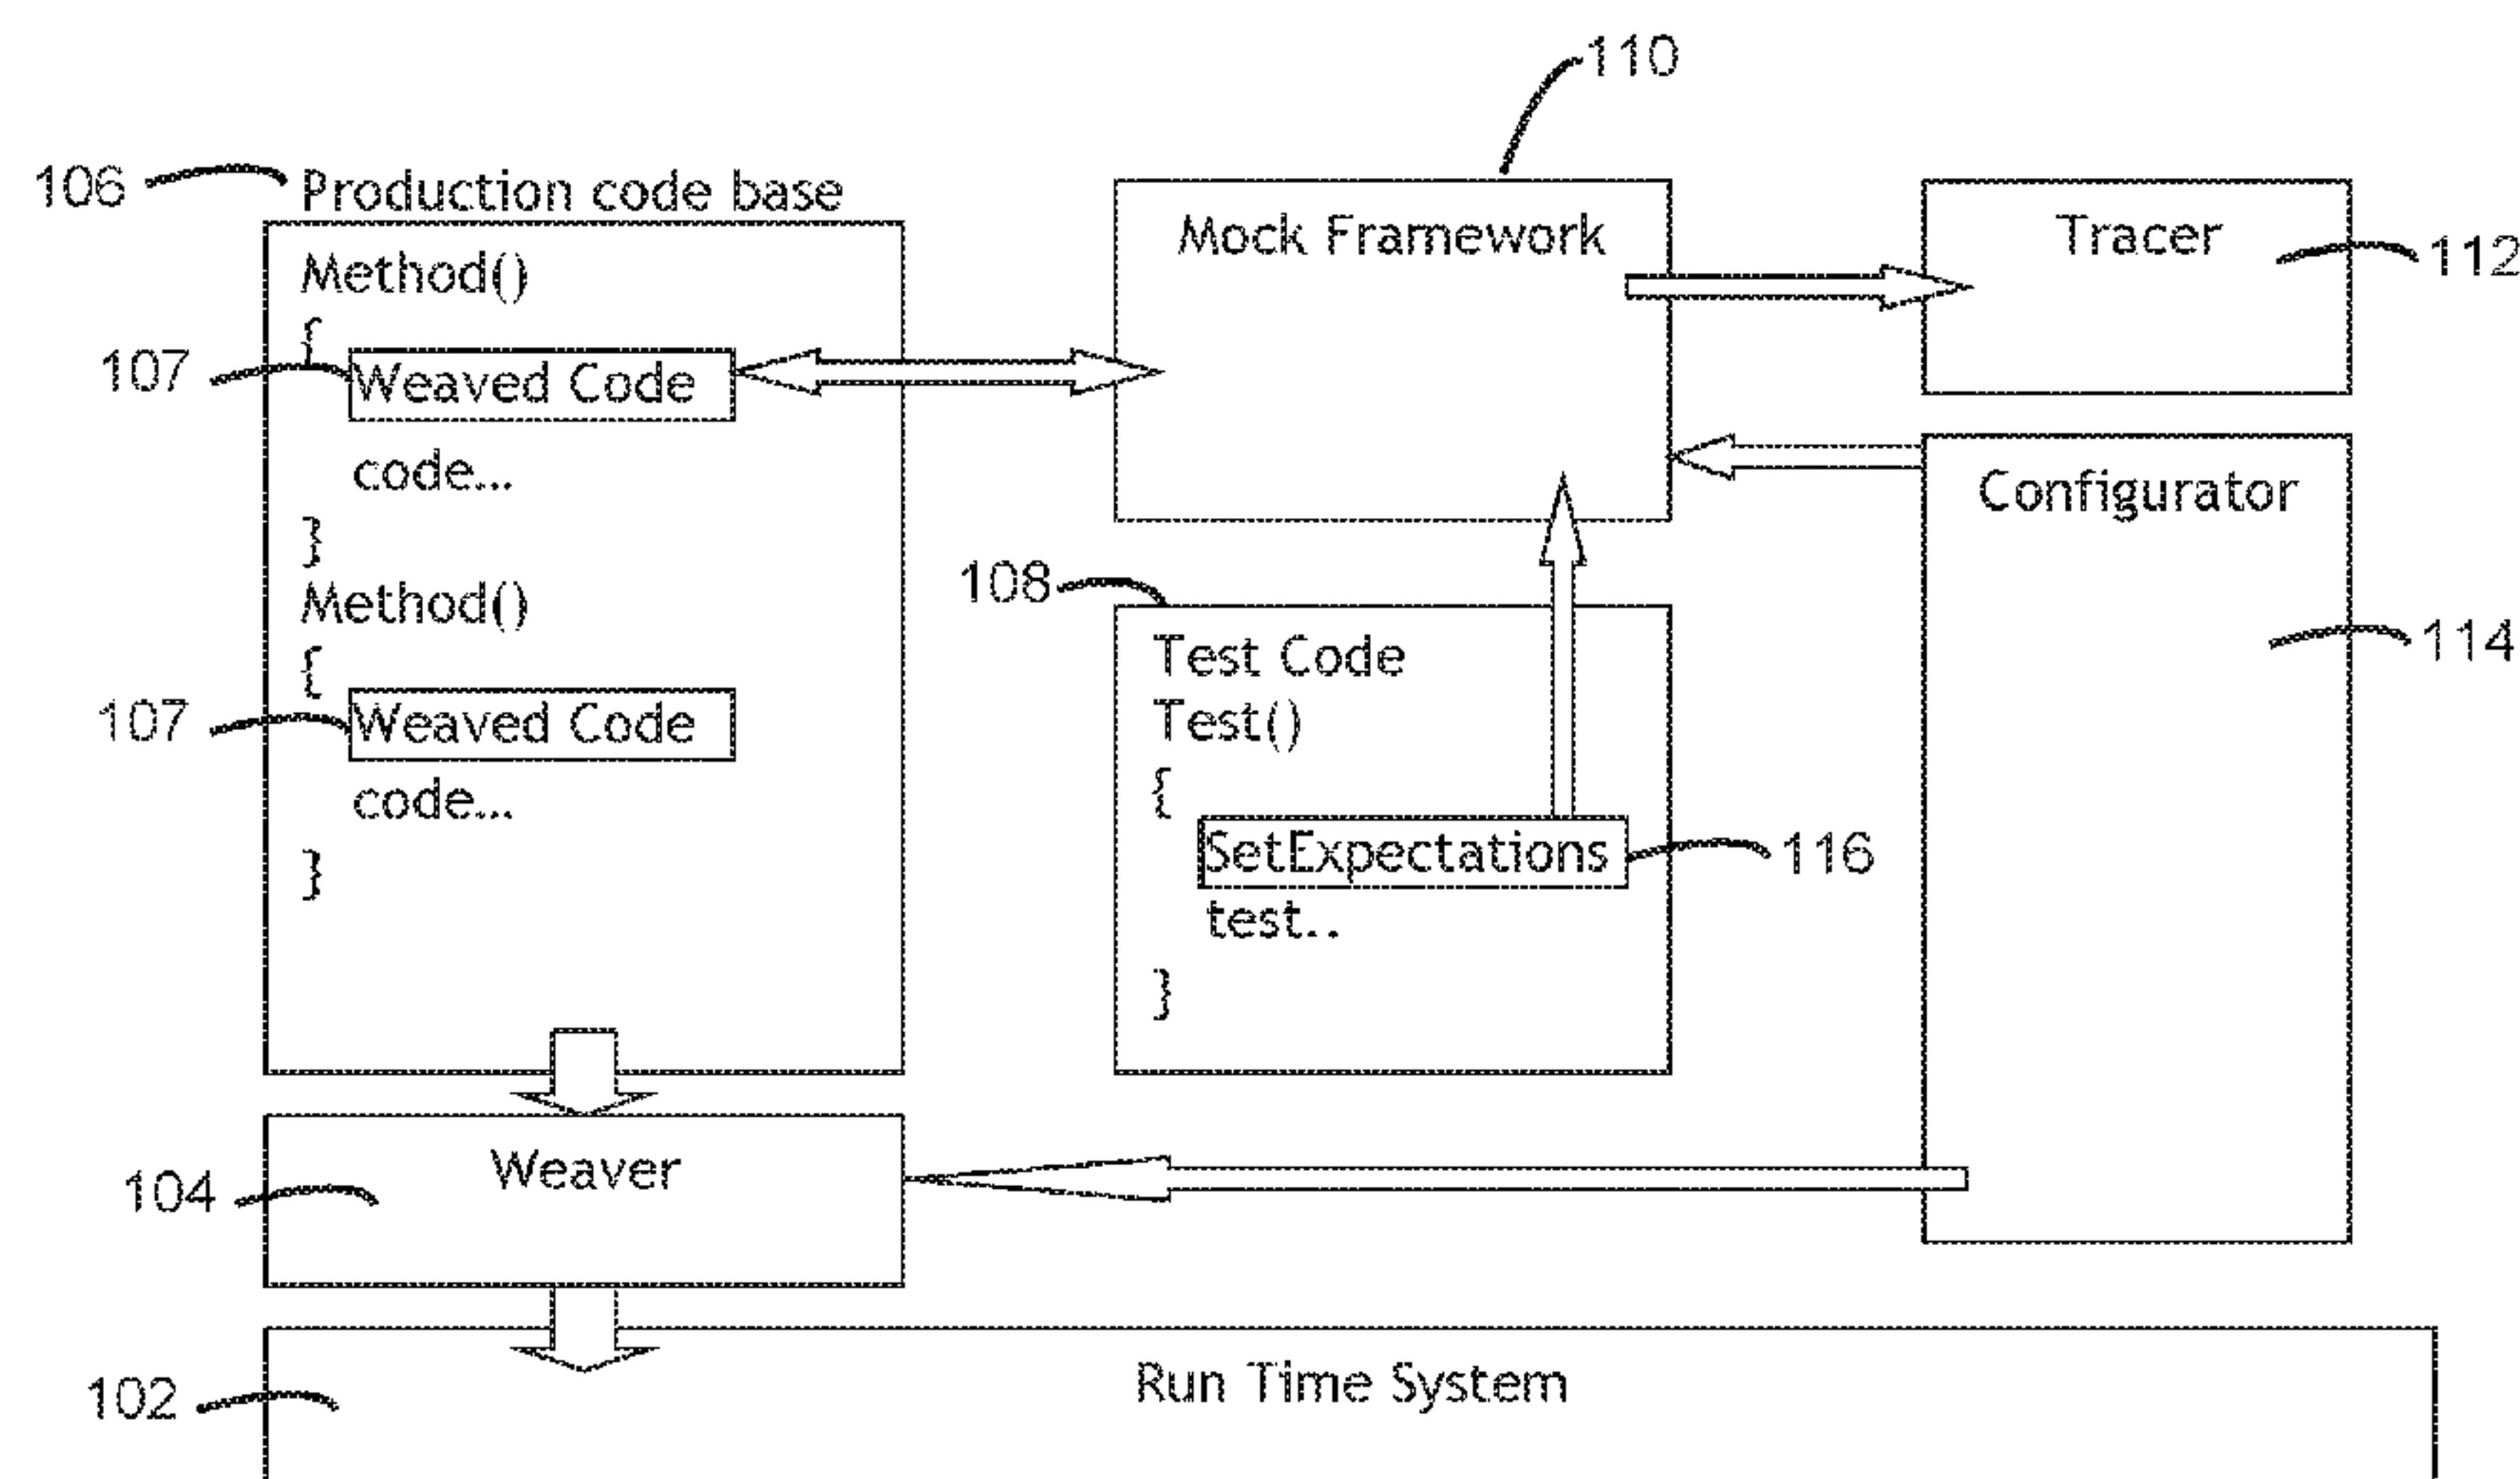 110
106
Production code base
Method()
{
107
Weaved Code
code...
}
Method()
{
107
Weaved Code
code...
}
Mock Framework
Tracer
112
Configurator
114
108
Test Code
Test()
{
SetExpectations
116
test..
}
104
Weaver
102
Run Time System